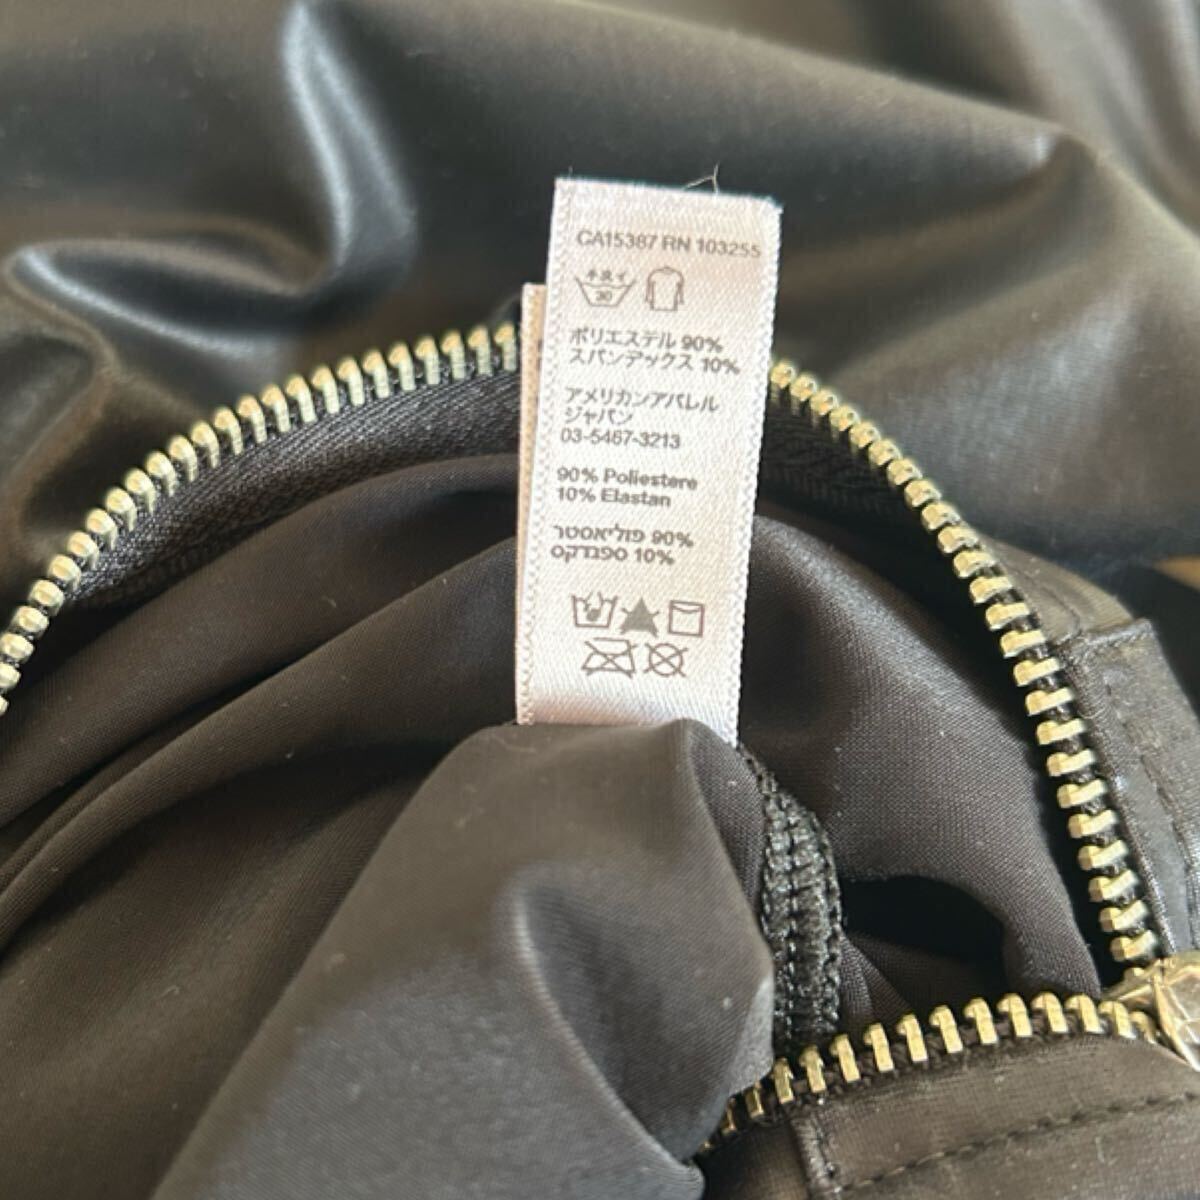 CA15387 RN 103255
手洗イ
30
ポリエステル 90%
スパンデックス 10%
アメリカンアパレル
ジャパン
03-5467-3213
90% Poliestere
10% Elastan
90% פוליאסטר
10% ספנדקס